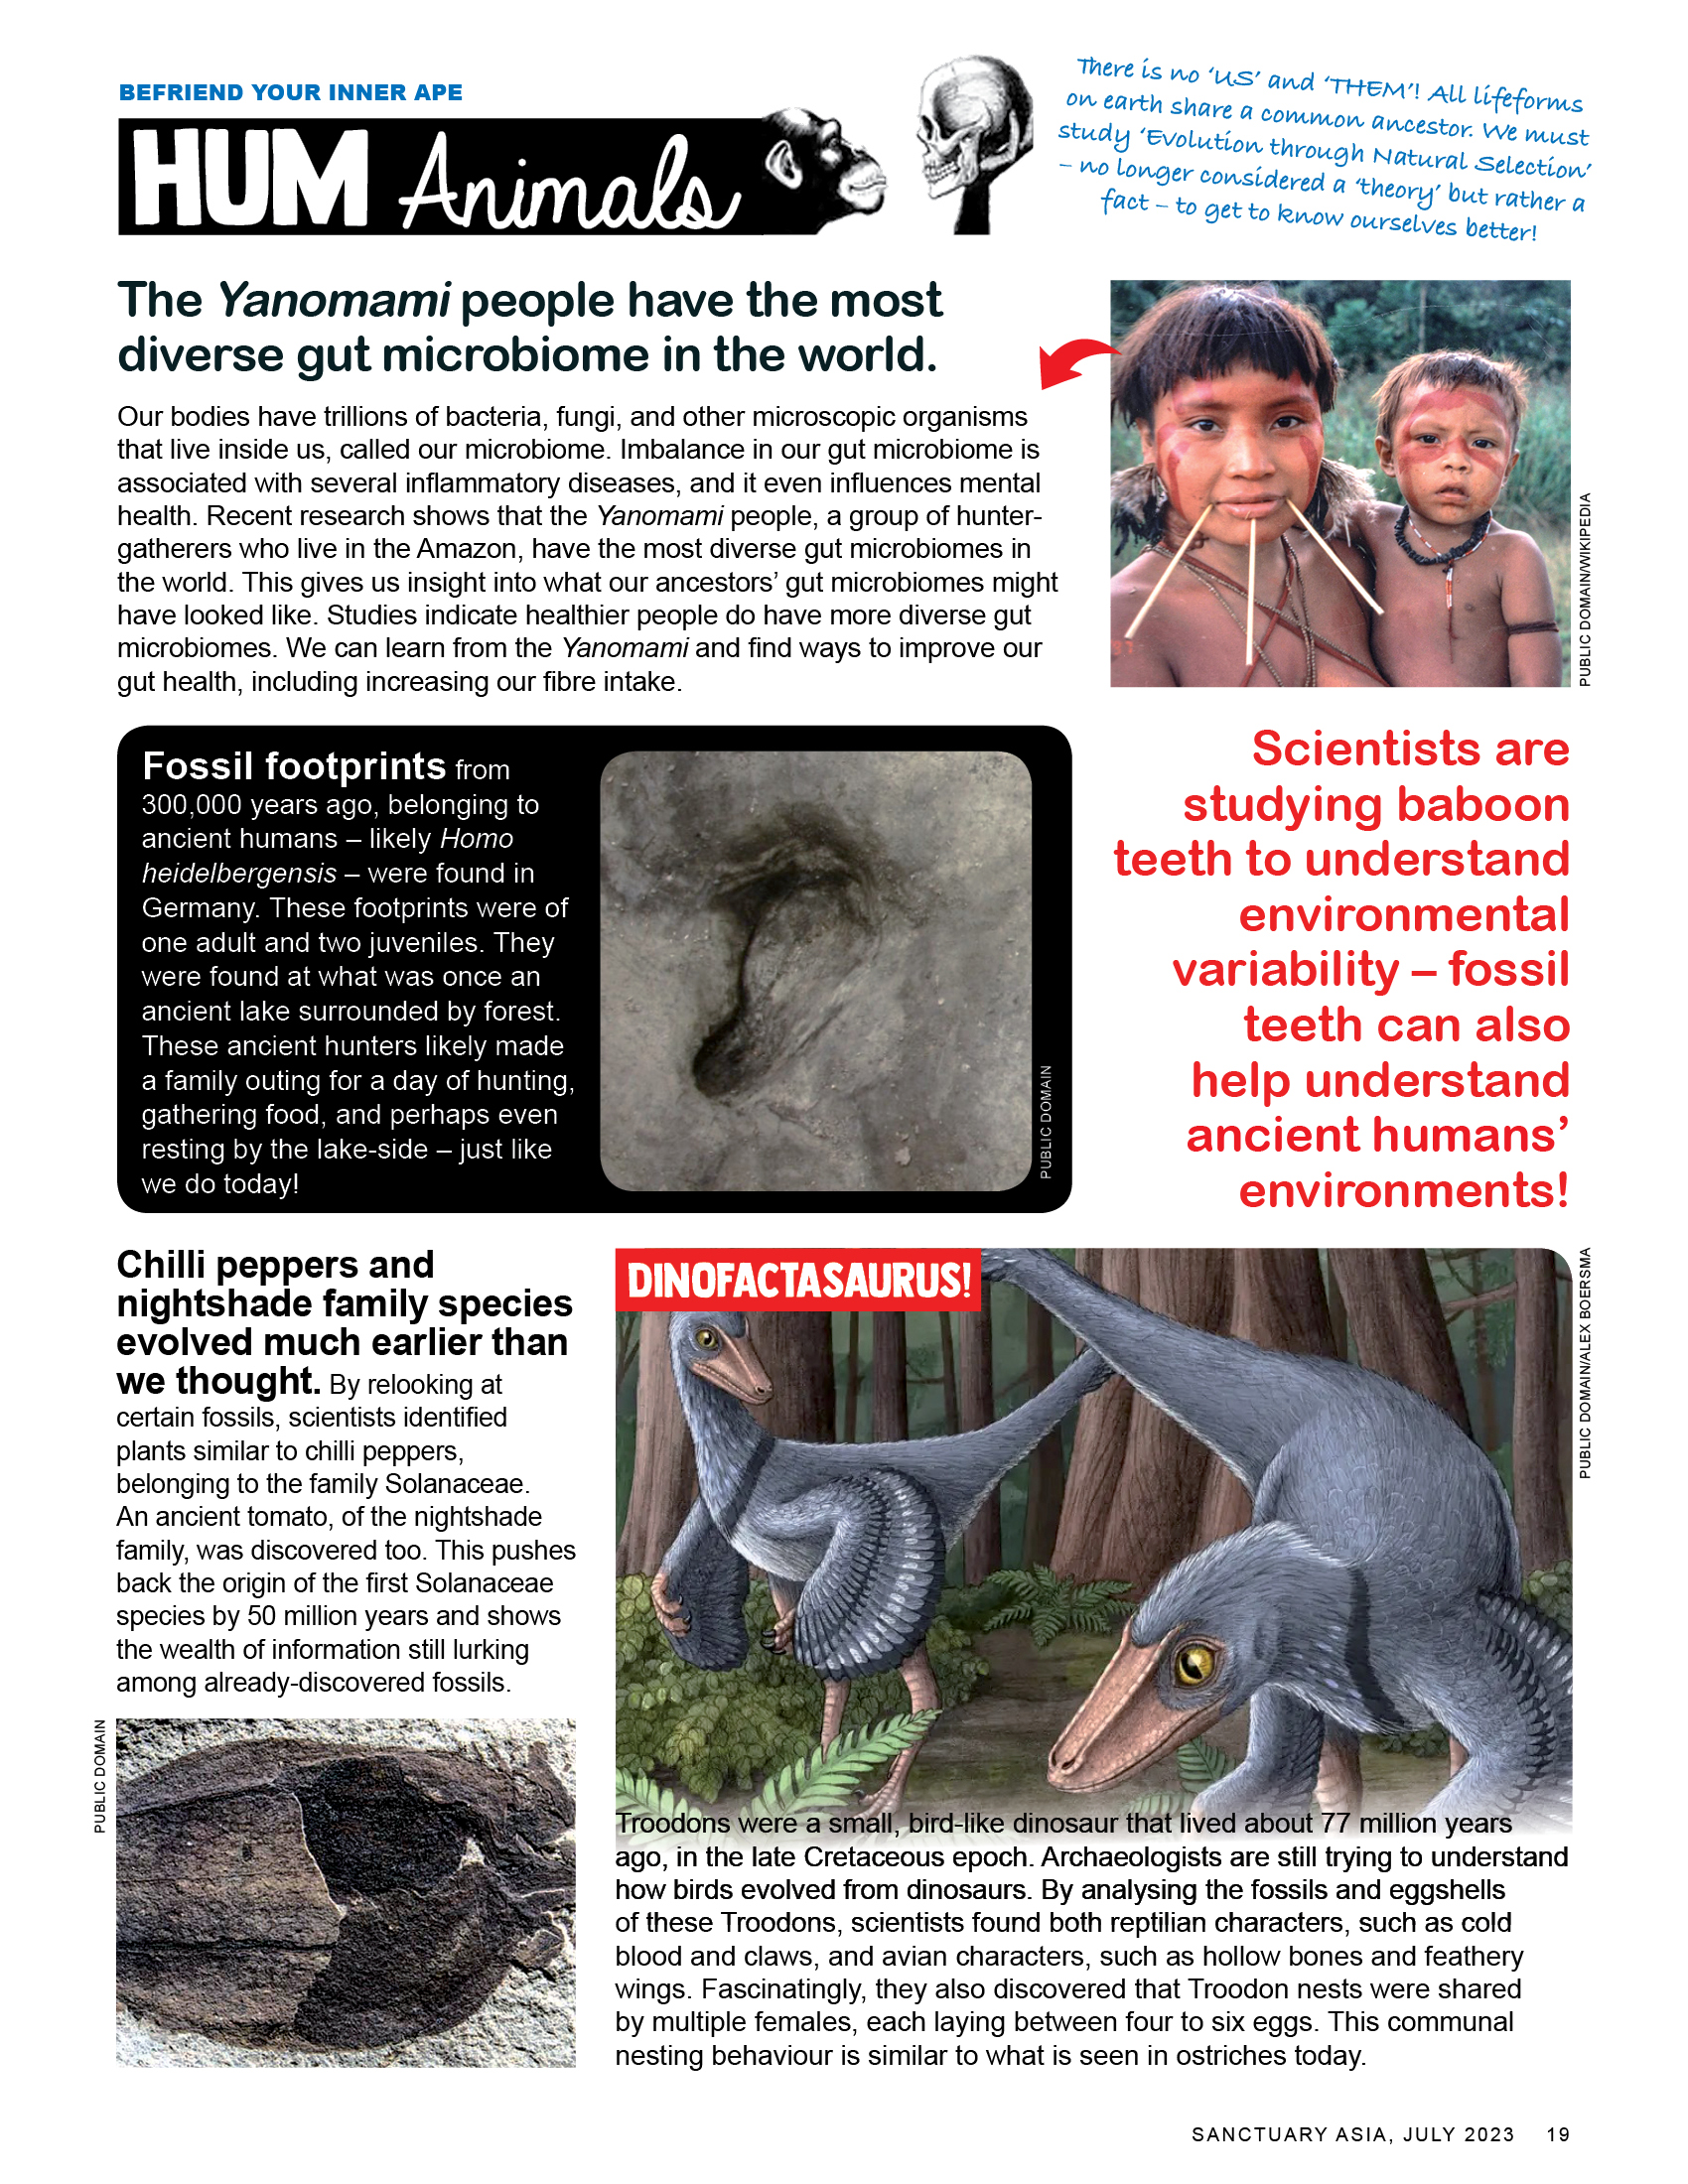 BEFRIEND YOUR INNER APE
HUM Animals
There is no ‘US’ and ‘THEM’! All lifeforms
on earth share a common ancestor. We must
study ‘Evolution through Natural Selection’
– no longer considered a ‘theory’ but rather a
fact – to get to know ourselves better!
The Yanomami people have the most
diverse gut microbiome in the world.
Our bodies have trillions of bacteria, fungi, and other microscopic organisms
that live inside us, called our microbiome. Imbalance in our gut microbiome is
associated with several inflammatory diseases, and it even influences mental
health. Recent research shows that the Yanomami people, a group of hunter-
gatherers who live in the Amazon, have the most diverse gut microbiomes in
the world. This gives us insight into what our ancestors’ gut microbiomes might
have looked like. Studies indicate healthier people do have more diverse gut
microbiomes. We can learn from the Yanomami and find ways to improve our
gut health, including increasing our fibre intake.
PUBLIC DOMAIN/WIKIPEDIA
Fossil footprints from
300,000 years ago, belonging to
ancient humans – likely Homo
heidelbergensis – were found in
Germany. These footprints were of
one adult and two juveniles. They
were found at what was once an
ancient lake surrounded by forest.
These ancient hunters likely made
a family outing for a day of hunting,
gathering food, and perhaps even
resting by the lake-side – just like
we do today!
PUBLIC DOMAIN
Scientists are
studying baboon
teeth to understand
environmental
variability – fossil
teeth can also
help understand
ancient humans’
environments!
Chilli peppers and
nightshade family species
evolved much earlier than
we thought. By relooking at
certain fossils, scientists identified
plants similar to chilli peppers,
belonging to the family Solanaceae.
An ancient tomato, of the nightshade
family, was discovered too. This pushes
back the origin of the first Solanaceae
species by 50 million years and shows
the wealth of information still lurking
among already-discovered fossils.
PUBLIC DOMAIN
DINOFACTASAURUS!
PUBLIC DOMAIN/ALEX BOERSMA
Troodons were a small, bird-like dinosaur that lived about 77 million years
ago, in the late Cretaceous epoch. Archaeologists are still trying to understand
how birds evolved from dinosaurs. By analysing the fossils and eggshells
of these Troodons, scientists found both reptilian characters, such as cold
blood and claws, and avian characters, such as hollow bones and feathery
wings. Fascinatingly, they also discovered that Troodon nests were shared
by multiple females, each laying between four to six eggs. This communal
nesting behaviour is similar to what is seen in ostriches today.
SANCTUARY ASIA, JULY 2023 19